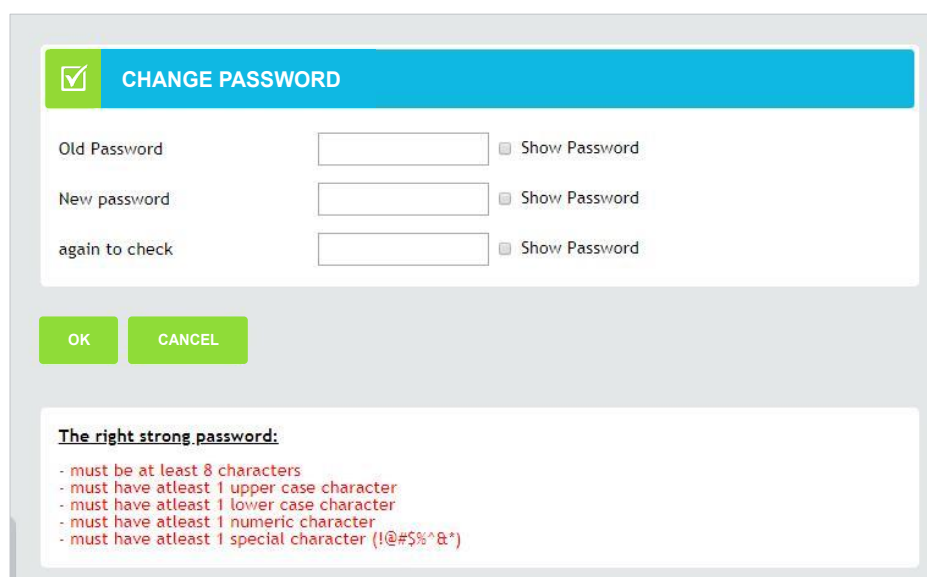 CHANGE PASSWORD
Old Password Show Password
New password Show Password
again to check Show Password
OK CANCEL
The right strong password:
- must be at least 8 characters
- must have atleast 1 upper case character
- must have atleast 1 lower case character
- must have atleast 1 numeric character
- must have atleast 1 special character (!@#$%^&*)